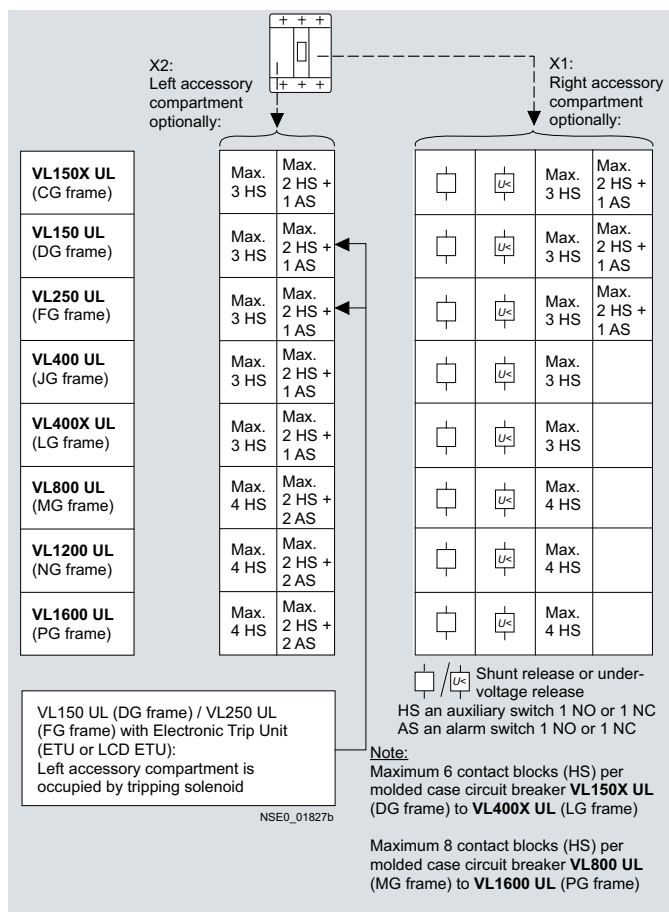 + + +
+ + +
X2:
Left accessory
compartment
optionally:
X1:
Right accessory
compartment
optionally:
VL150X UL
(CG frame)
Max.
3 HS
Max.
2 HS +
1 AS
U<
Max.
3 HS
Max.
2 HS +
1 AS
VL150 UL
(DG frame)
Max.
3 HS
Max.
2 HS +
1 AS
U<
Max.
3 HS
Max.
2 HS +
1 AS
VL250 UL
(FG frame)
Max.
3 HS
Max.
2 HS +
1 AS
U<
Max.
3 HS
Max.
2 HS +
1 AS
VL400 UL
(JG frame)
Max.
3 HS
Max.
2 HS +
1 AS
U<
Max.
3 HS
VL400X UL
(LG frame)
Max.
3 HS
Max.
2 HS +
1 AS
U<
Max.
3 HS
VL800 UL
(MG frame)
Max.
4 HS
Max.
2 HS +
2 AS
U<
Max.
4 HS
VL1200 UL
(NG frame)
Max.
4 HS
Max.
2 HS +
2 AS
U<
Max.
4 HS
VL1600 UL
(PG frame)
Max.
4 HS
Max.
2 HS +
2 AS
U<
Max.
4 HS
VL150 UL (DG frame) / VL250 UL
(FG frame) with Electronic Trip Unit
(ETU or LCD ETU):
Left accessory compartment is
occupied by tripping solenoid
NSE0_01827b
/ U< Shunt release or under-
voltage release
HS an auxiliary switch 1 NO or 1 NC
AS an alarm switch 1 NO or 1 NC
Note:
Maximum 6 contact blocks (HS) per
molded case circuit breaker VL150X UL
(DG frame) to VL400X UL (LG frame)
Maximum 8 contact blocks (HS) per
molded case circuit breaker VL800 UL
(MG frame) to VL1600 UL (PG frame)